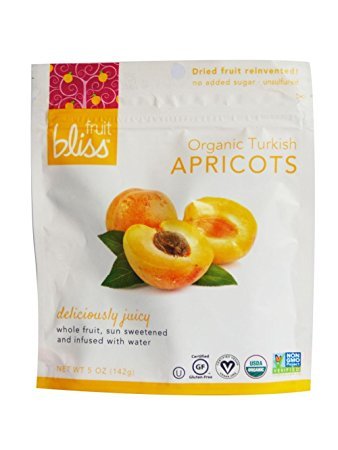 Dried fruit reinvented!
no added sugar · unsulfured
fruit
bliss
Organic Turkish
APRICOTS
deliciously juicy
whole fruit, sun sweetened
and infused with water
NET WT 5 OZ (142g)
U
Certified
GF
Gluten-Free
V
USDA
ORGANIC
NON
GMO
Project
VERIFIED